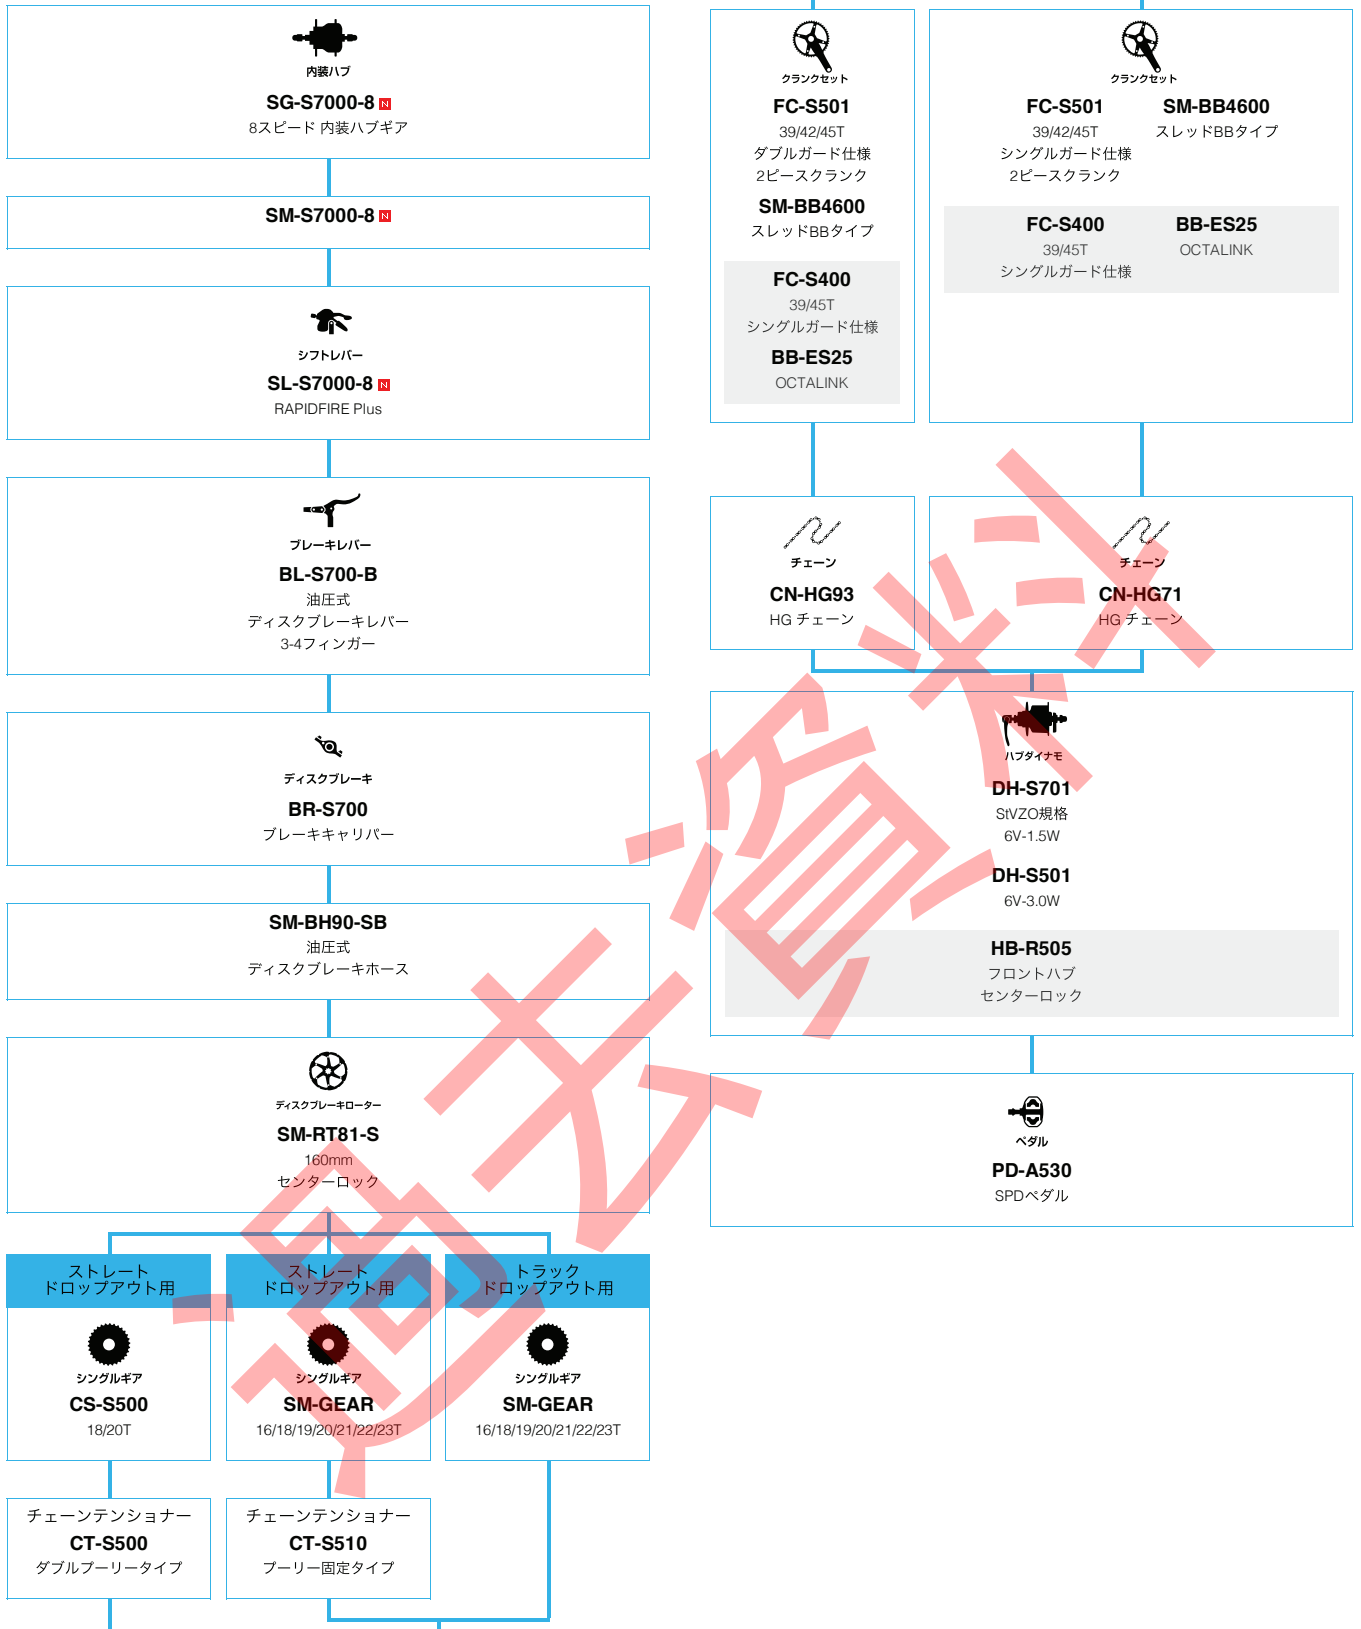 内装ハブ
SG-S7000-8 N
8スピード 内装ハブギア
SM-S7000-8 N
シフトレバー
SL-S7000-8 N
RAPIDFIRE Plus
ブレーキレバー
BL-S700-B
油圧式
ディスクブレーキレバー
3-4フィンガー
ディスクブレーキ
BR-S700
ブレーキキャリパー
SM-BH90-SB
油圧式
ディスクブレーキホース
ディスクブレーキローター
SM-RT81-S
160mm
センターロック
ストレート
ドロップアウト用
シングルギア
CS-S500
18/20T
チェーンテンショナー
CT-S500
ダブルプーリータイプ
ストレート
ドロップアウト用
シングルギア
SM-GEAR
16/18/19/20/21/22/23T
チェーンテンショナー
CT-S510
プーリー固定タイプ
トラック
ドロップアウト用
シングルギア
SM-GEAR
16/18/19/20/21/22/23T
クランクセット
FC-S501
39/42/45T
ダブルガード仕様
2ピースクランク
SM-BB4600
スレッドBBタイプ
FC-S400
39/45T
シングルガード仕様
BB-ES25
OCTALINK
チェーン
CN-HG93
HG チェーン
クランクセット
FC-S501
39/42/45T
シングルガード仕様
2ピースクランク
SM-BB4600
スレッドBBタイプ
FC-S400
39/45T
シングルガード仕様
BB-ES25
OCTALINK
チェーン
CN-HG71
HG チェーン
ハブダイナモ
DH-S701
StVZO規格
6V-1.5W
DH-S501
6V-3.0W
HB-R505
フロントハブ
センターロック
ペダル
PD-A530
SPDペダル
過去資料